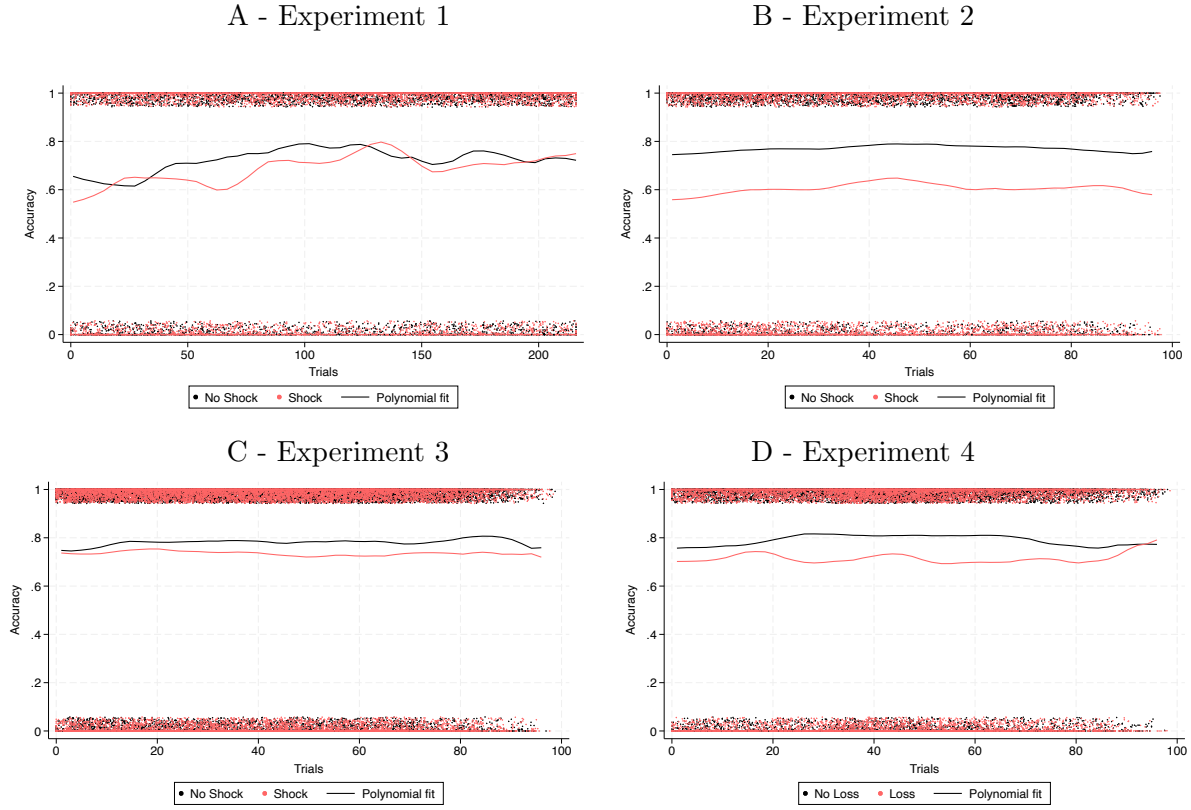 A - Experiment 1
B - Experiment 2
1
.8
.6
.4
.2
0
Accuracy
0 50 100 150 200
Trials
No Shock Shock Polynomial fit
1
.8
.6
.4
.2
0
Accuracy
0 20 40 60 80 100
Trials
No Shock Shock Polynomial fit
C - Experiment 3
D - Experiment 4
1
.8
.6
.4
.2
0
Accuracy
0 20 40 60 80 100
Trials
No Shock Shock Polynomial fit
1
.8
.6
.4
.2
0
Accuracy
0 20 40 60 80 100
Trials
No Loss Loss Polynomial fit